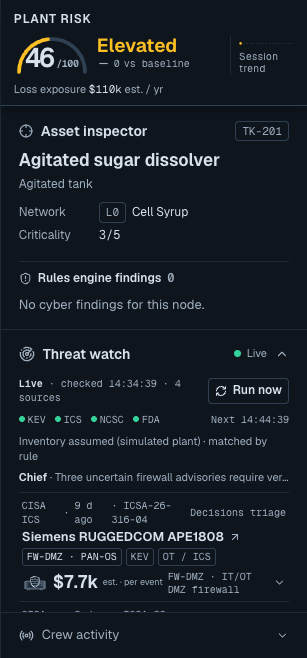 PLANT RISK
46 /100
Elevated
— 0 vs baseline
Session
trend
Loss exposure $110k est. / yr
Asset inspector
TK-201
Agitated sugar dissolver
Agitated tank
Network L0 Cell Syrup
Criticality 3/5
Rules engine findings 0
No cyber findings for this node.
Threat watch
Live
Live · checked 14:34:39 · 4
sources
Run now
KEV ICS NCSC FDA
Next 14:44:39
Inventory assumed (simulated plant) · matched by
rule
Chief · Three uncertain firewall advisories require ver…
CISA
ICS
· 9 d
ago
· ICSA-26-
316-04
Decisions triage
Siemens RUGGEDCOM APE1808
FW-DMZ · PAN-OS KEV OT / ICS
$7.7k est. · per event
FW-DMZ · IT/OT
DMZ firewall
Crew activity